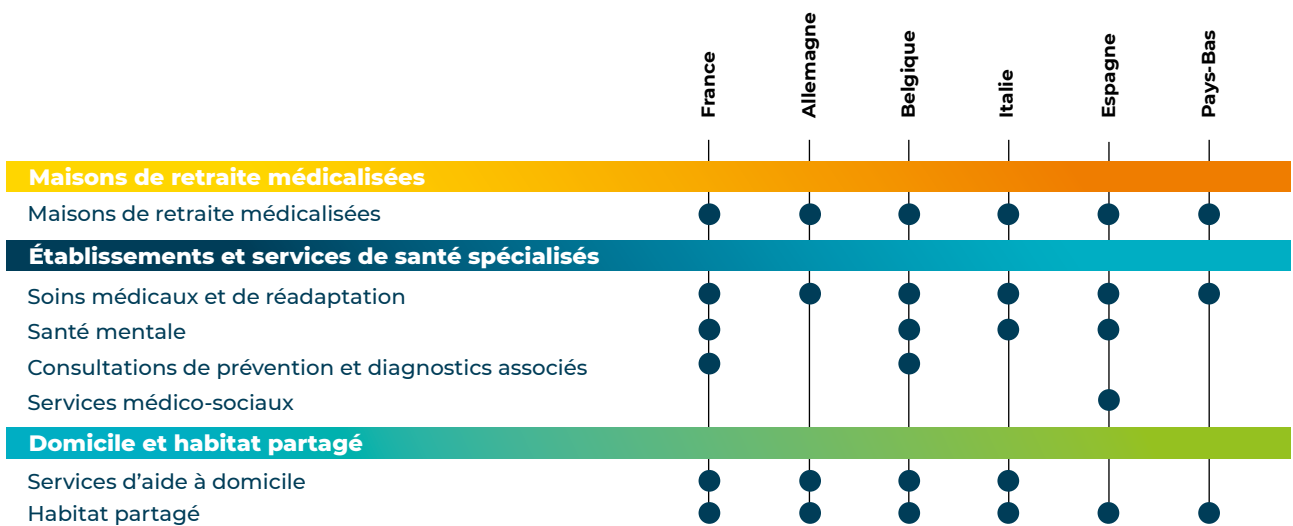 France
Allemagne
Belgique
Italie
Espagne
Pays-Bas
Maisons de retraite médicalisées
Maisons de retraite médicalisées
Établissements et services de santé spécialisés
Soins médicaux et de réadaptation
Santé mentale
Consultations de prévention et diagnostics associés
Services médico-sociaux
Domicile et habitat partagé
Services d’aide à domicile
Habitat partagé